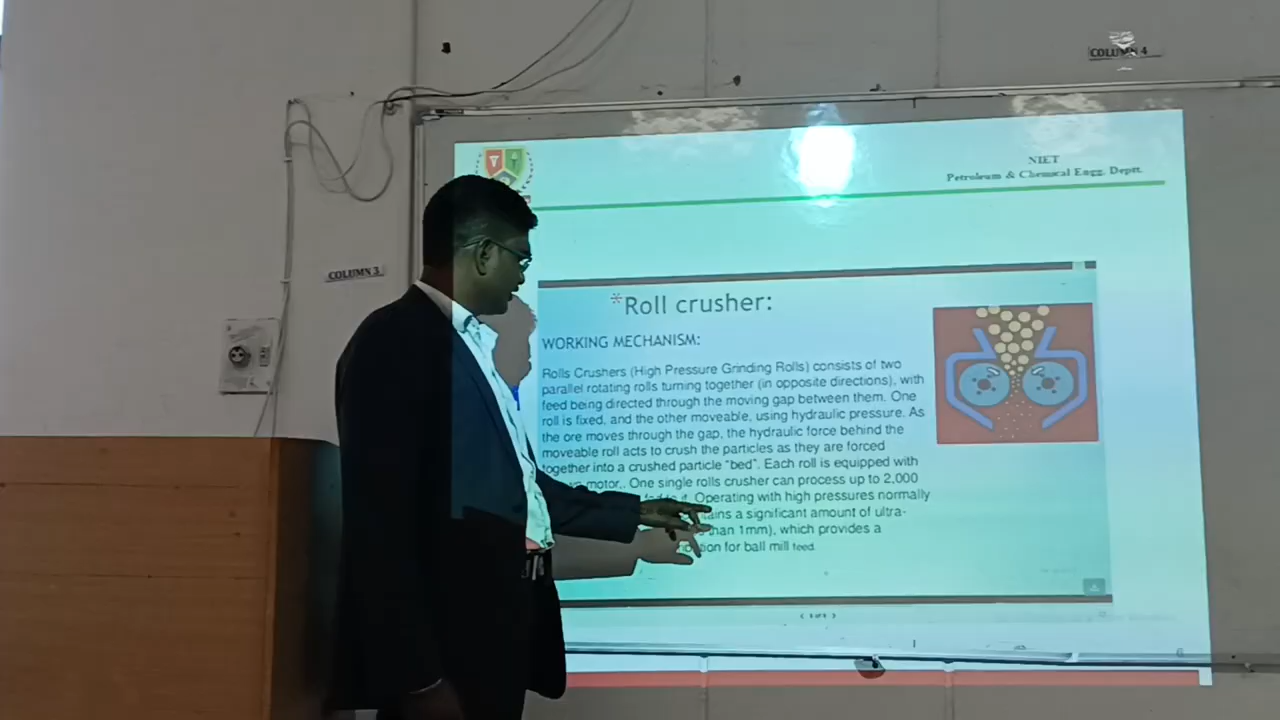 COLUMN 4
NIET
Petroleum & Chemical Engg. Deptt.
COLUMN 3
*Roll crusher:
WORKING MECHANISM:
Rolls Crushers (High Pressure Grinding Rolls) consists of two
parallel rotating rolls turning together (in opposite directions), with
feed being directed through the moving gap between them. One
roll is fixed, and the other moveable, using hydraulic pressure. As
the ore moves through the gap, the hydraulic force behind the
moveable roll acts to crush the particles as they are forced
together into a crushed particle "bed". Each roll is equipped with
motor,. One single rolls crusher can process up to 2,000
it. Operating with high pressures normally
a significant amount of ultra-
than 1mm), which provides a
for ball mill feed.